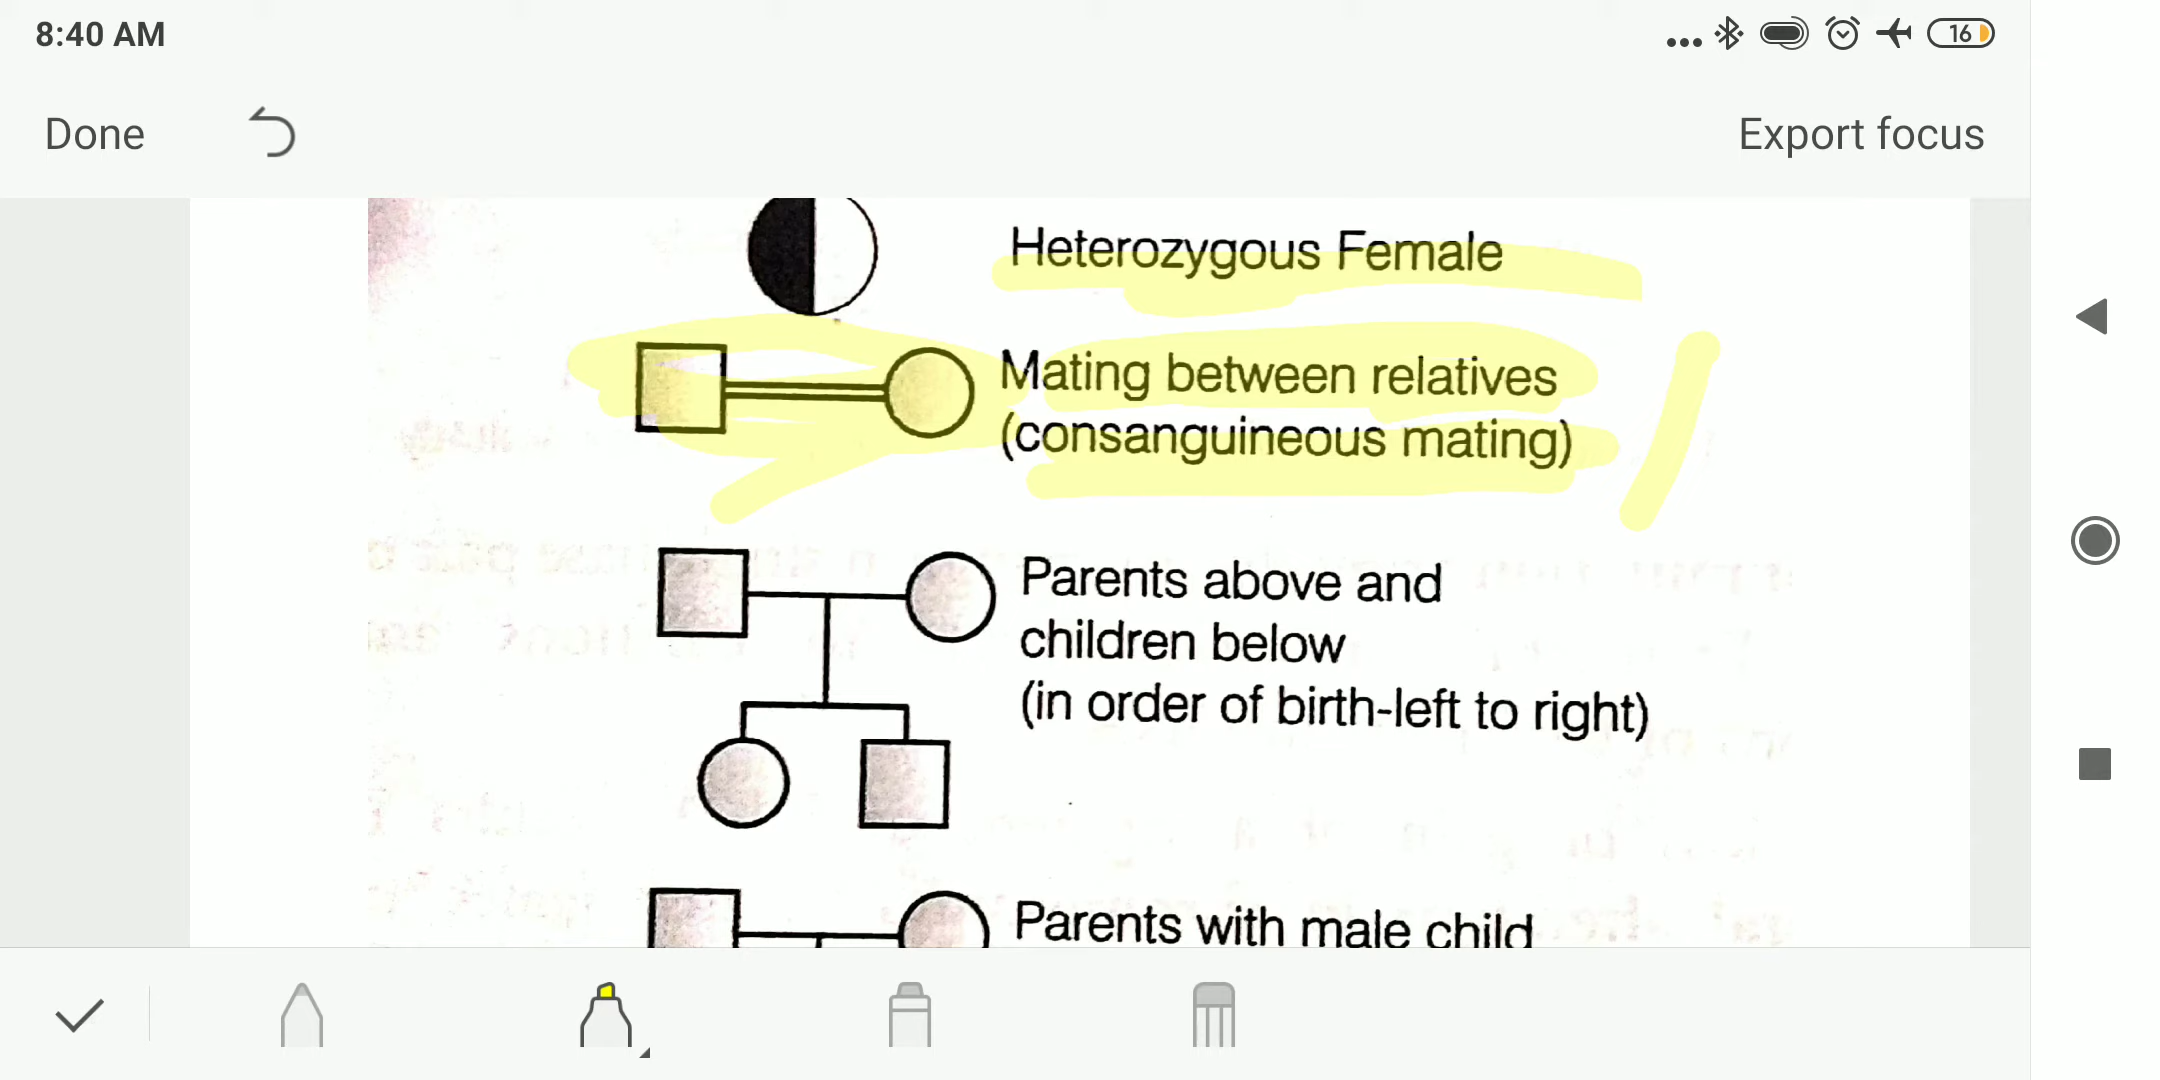 8:40 AM
16
Done
Export focus
Heterozygous Female
Mating between relatives
(consanguineous mating)
Parents above and
children below
(in order of birth-left to right)
Parents with male child